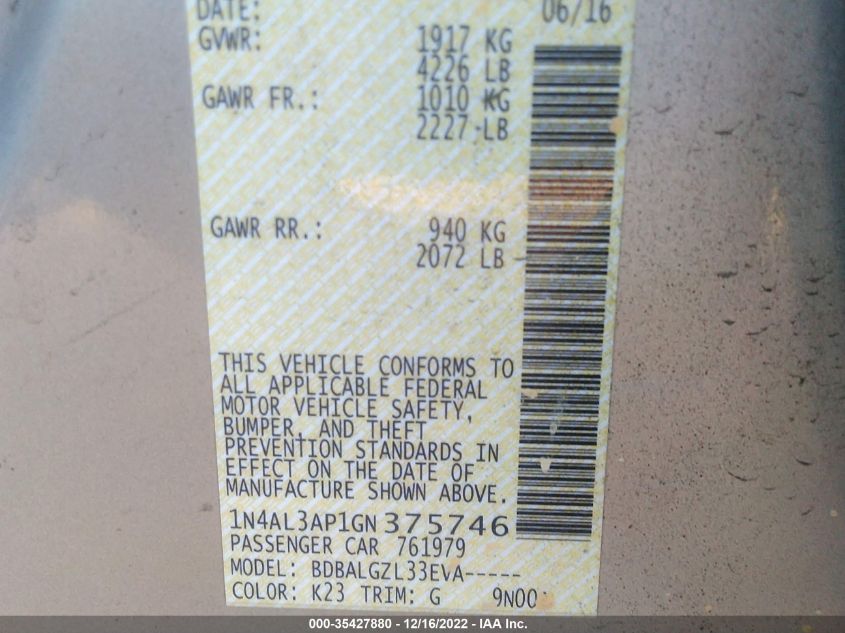 DATE: 06/16
GVWR: 1917 KG
4226 LB
GAWR FR.: 1010 KG
2227 LB
GAWR RR.: 940 KG
2072 LB
THIS VEHICLE CONFORMS TO
ALL APPLICABLE FEDERAL
MOTOR VEHICLE SAFETY,
BUMPER, AND THEFT
PREVENTION STANDARDS IN
EFFECT ON THE DATE OF
MANUFACTURE SHOWN ABOVE.
1N4AL3AP1GN375746
PASSENGER CAR 761979
MODEL: BDBALGZL33EVA-----
COLOR: K23 TRIM: G 9N00
000-35427880 - 12/16/2022 - IAA Inc.